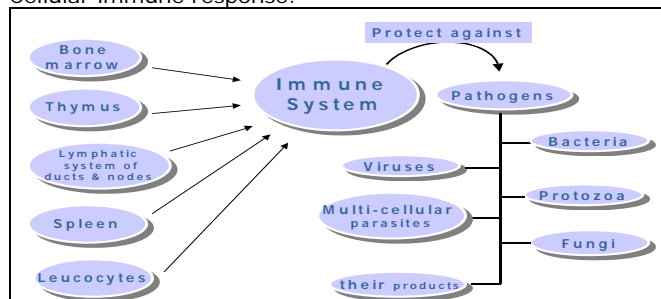 cellular immune response.
Protect against
Bone
marrow
Immune
System
Pathogens
Thymus
Lymphatic
system of
ducts & nodes
Bacteria
Viruses
Multi-cellular
parasites
Protozoa
Spleen
Fungi
Leucocytes
their products